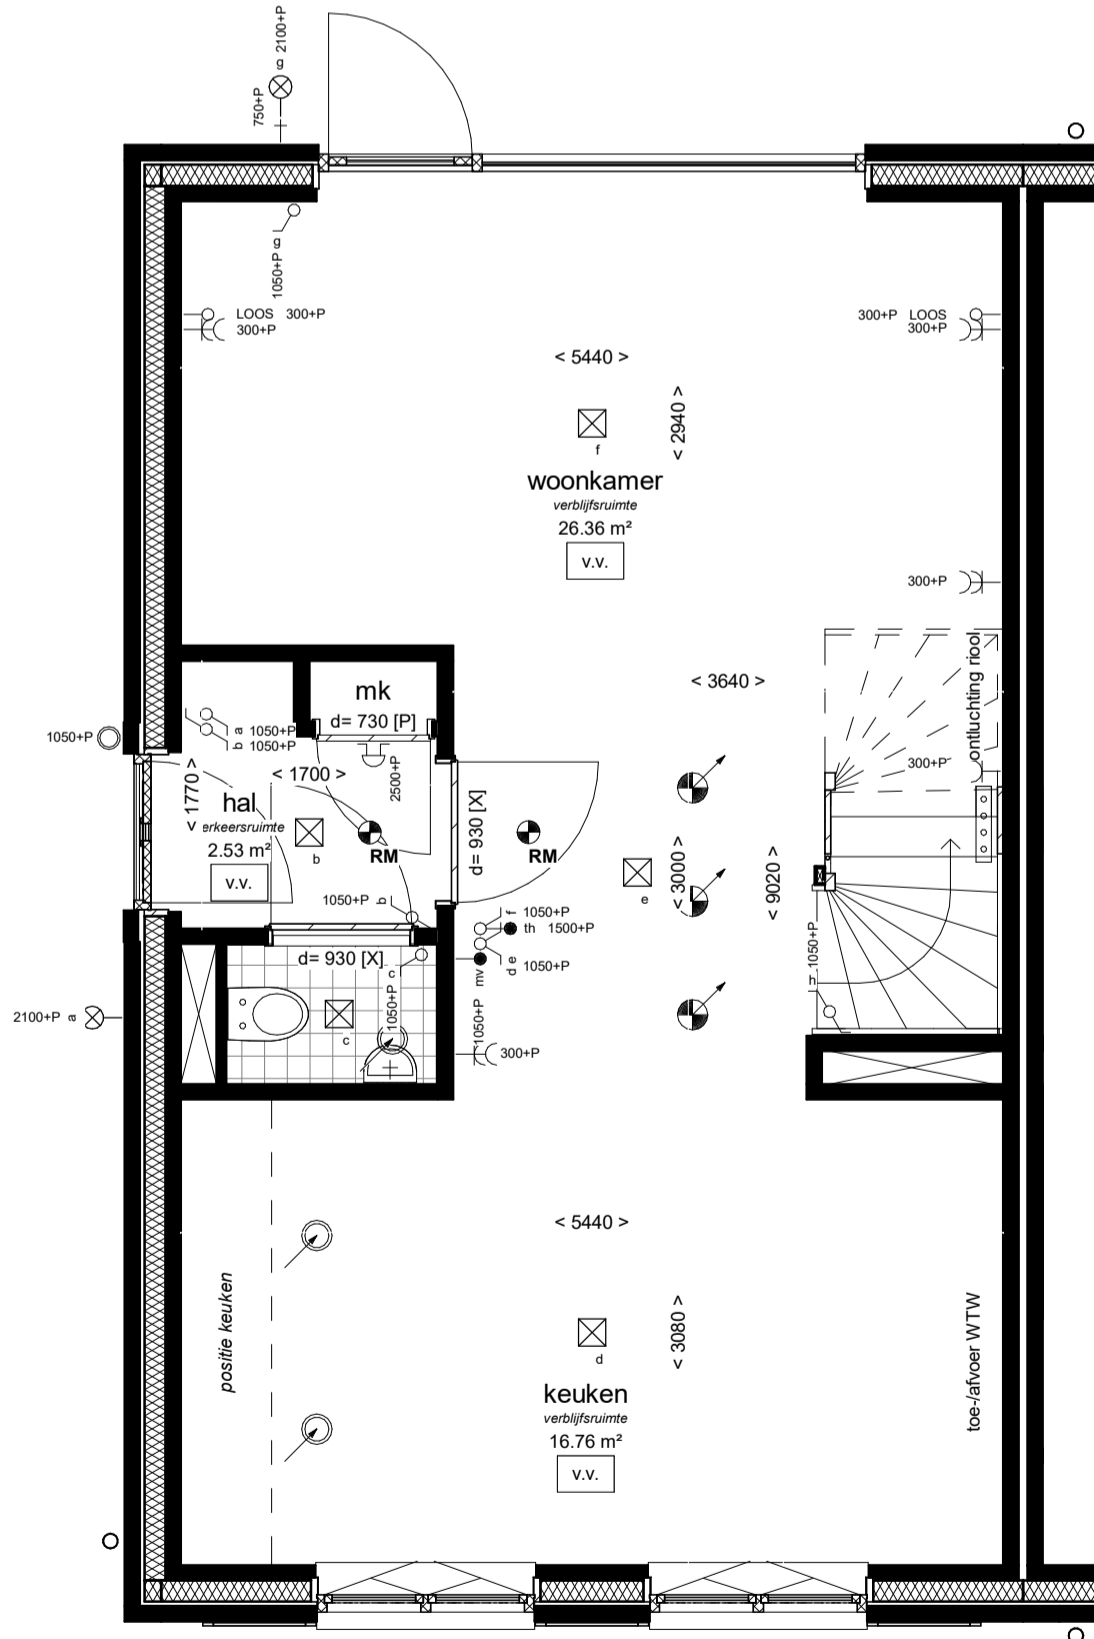 g 2100+P
750+P
1050+P g
LOOS 300+P
300+P
300+P LOOS
300+P
< 5440 >
< 2940 >
f
woonkamer
verblijfsruimte
26.36 m²
v.v.
300+P
ontluchting riool
< 3640 >
mk
d= 730 [P]
a 1050+P
b 1050+P
1050+P
2500+P
< 1770 >
< 1700 >
300+P
hal
erkeersruimte
2.53 m²
v.v.
b
RM
d= 930 [X]
RM
< 3000 >
< 9020 >
e
1050+P b
f 1050+P
th 1500+P
d e 1050+P
mv
1050+P
h 1050+P
d= 930 [X]
c
1050+P
c
2100+P a
300+P
< 5440 >
positie keuken
< 3080 >
d
keuken
verblijfsruimte
16.76 m²
v.v.
toe-/afvoer WTW